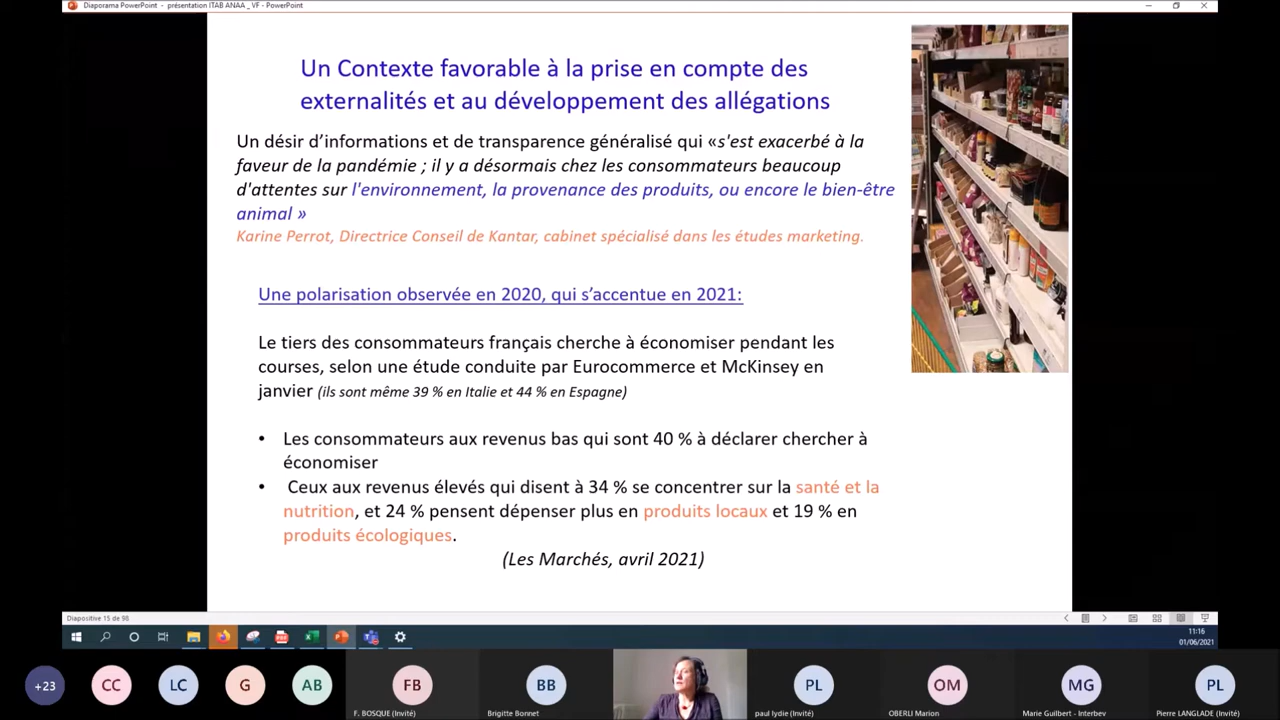 Diaporama PowerPoint - présentation ITAB ANAA _ VF - PowerPoint
Un Contexte favorable à la prise en compte des
externalités et au développement des allégations
Un désir d’informations et de transparence généralisé qui «s'est exacerbé à la
faveur de la pandémie ; il y a désormais chez les consommateurs beaucoup
d'attentes sur l'environnement, la provenance des produits, ou encore le bien-être
animal »
Karine Perrot, Directrice Conseil de Kantar, cabinet spécialisé dans les études marketing.
Une polarisation observée en 2020, qui s’accentue en 2021:
Le tiers des consommateurs français cherche à économiser pendant les
courses, selon une étude conduite par Eurocommerce et McKinsey en
janvier (ils sont même 39 % en Italie et 44 % en Espagne)
• Les consommateurs aux revenus bas qui sont 40 % à déclarer chercher à
économiser
• Ceux aux revenus élevés qui disent à 34 % se concentrer sur la santé et la
nutrition, et 24 % pensent dépenser plus en produits locaux et 19 % en
produits écologiques.
(Les Marchés, avril 2021)
Diapositive 15 de 98
11:16
01/06/2021
+23
CC
LC
G
AB
FB
BB
PL
OM
MG
PL
F. BOSQUE (Invité)
Brigitte Bonnet
paul lydie (Invité)
OBERLI Marion
Marie Guilbert - Interbev
Pierre LANGLADE (Invité)